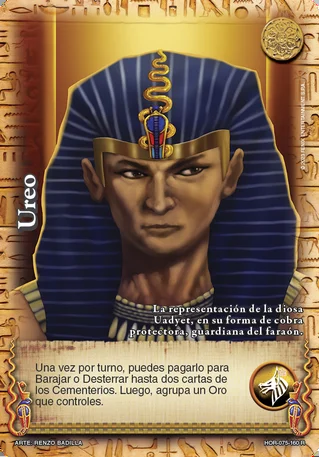 Ureo
La representación de la diosa
Uadyet, en su forma de cobra
protectora, guardiana del faraón.
Una vez por turno, puedes pagarlo para
Barajar o Desterrar hasta dos cartas de
los Cementerios. Luego, agrupa un Oro
que controles.
ARTE: RENZO BADILLA
HOR-075-160 R